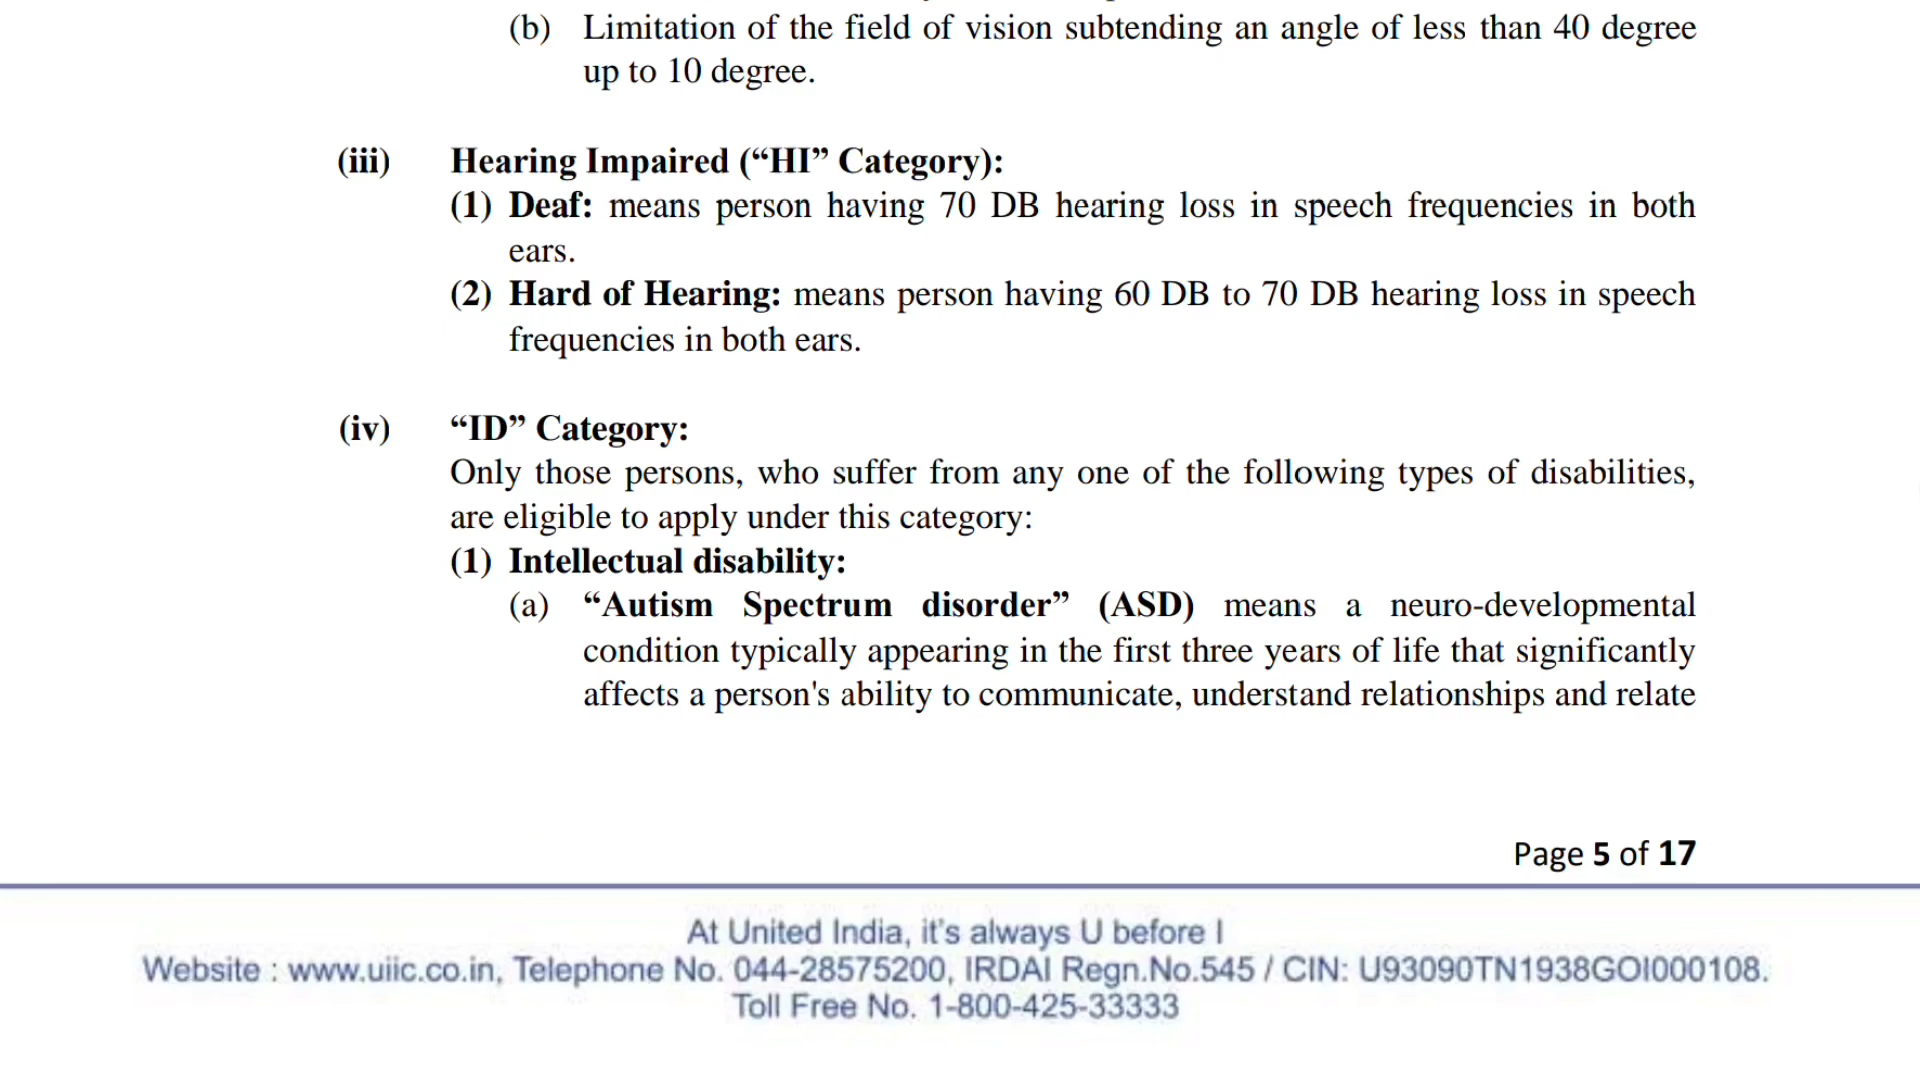 (b) Limitation of the field of vision subtending an angle of less than 40 degree
up to 10 degree.
(iii) Hearing Impaired (“HI” Category):
(1) Deaf: means person having 70 DB hearing loss in speech frequencies in both
ears.
(2) Hard of Hearing: means person having 60 DB to 70 DB hearing loss in speech
frequencies in both ears.
(iv) “ID” Category:
Only those persons, who suffer from any one of the following types of disabilities,
are eligible to apply under this category:
(1) Intellectual disability:
(a) “Autism Spectrum disorder” (ASD) means a neuro-developmental
condition typically appearing in the first three years of life that significantly
affects a person's ability to communicate, understand relationships and relate
Page 5 of 17
At United India, it's always U before I
Website : www.uiic.co.in, Telephone No. 044-28575200, IRDAI Regn.No.545 / CIN: U93090TN1938GOI000108.
Toll Free No. 1-800-425-33333